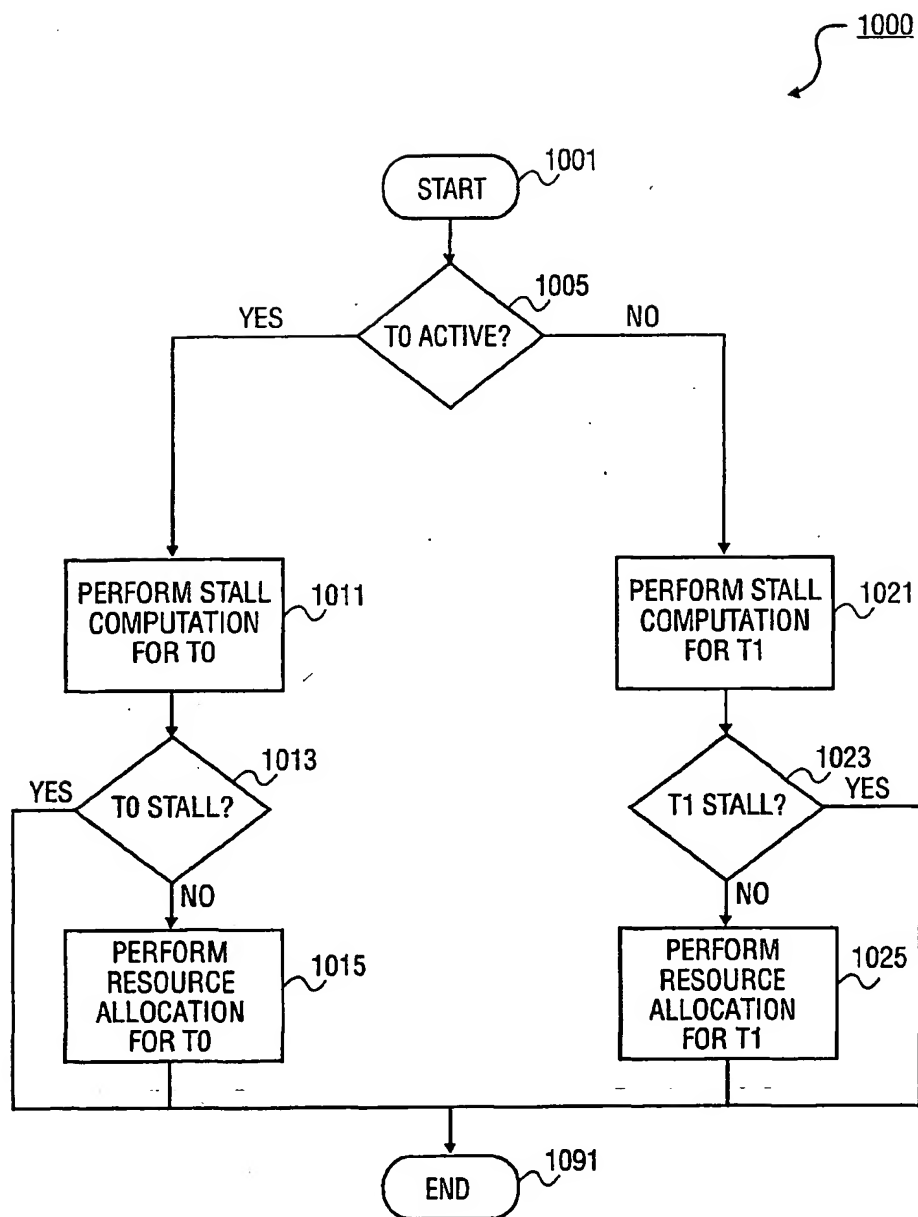 1000
START
1001
T0 ACTIVE?
1005
YES
NO
PERFORM STALL
COMPUTATION
FOR T0
1011
PERFORM STALL
COMPUTATION
FOR T1
1021
T0 STALL?
1013
YES
NO
T1 STALL?
1023
YES
NO
PERFORM
RESOURCE
ALLOCATION
FOR T0
1015
PERFORM
RESOURCE
ALLOCATION
FOR T1
1025
END
1091